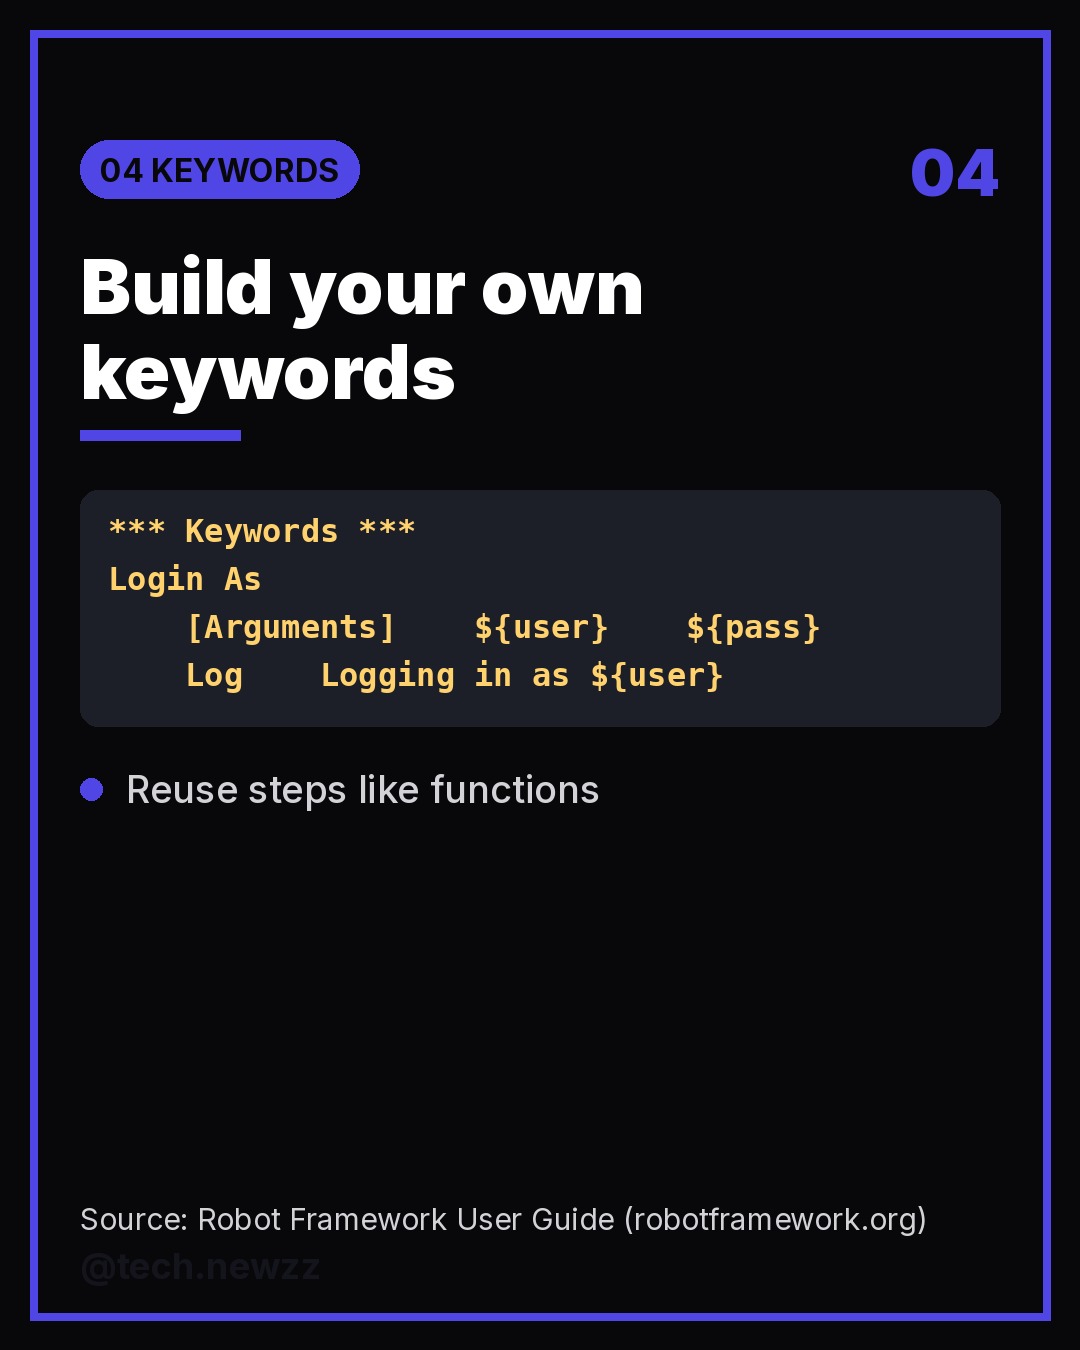 04 KEYWORDS
04
Build your own
keywords
*** Keywords ***
Login As
    [Arguments]    ${user}    ${pass}
    Log    Logging in as ${user}
Reuse steps like functions
Source: Robot Framework User Guide (robotframework.org)
@tech.newzz